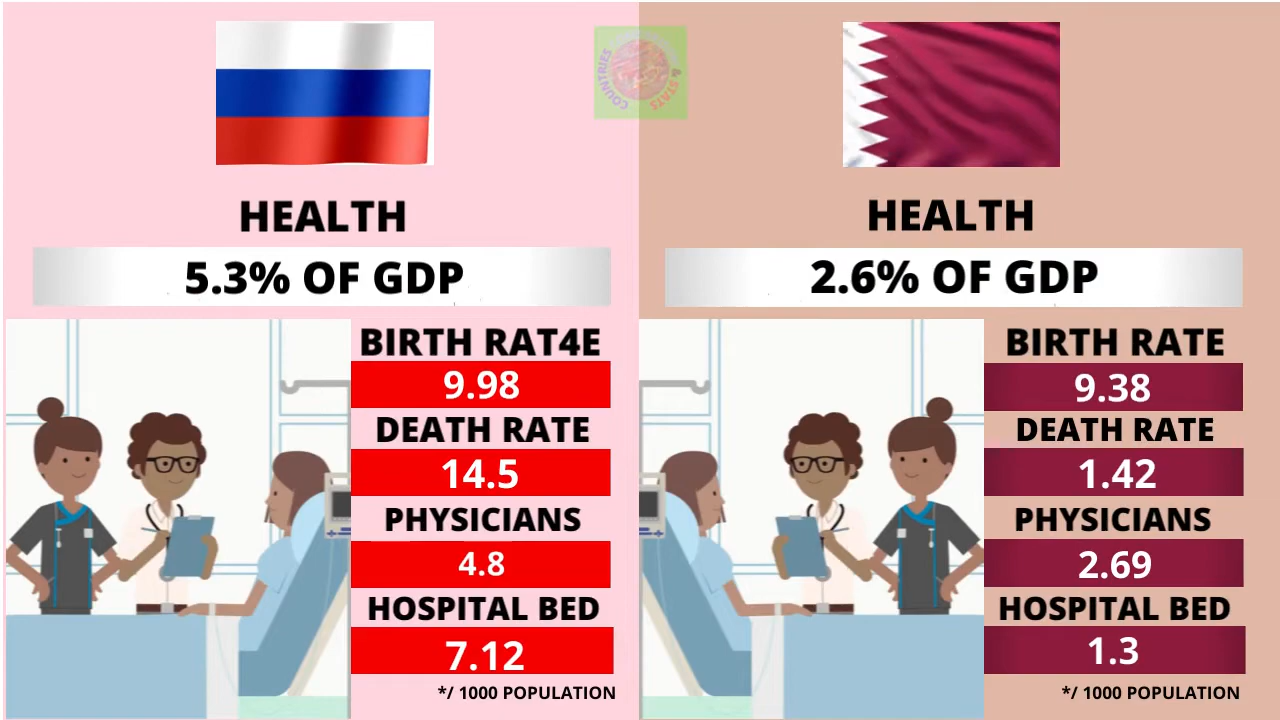 COUNTRIES & STATS
HEALTH
5.3% OF GDP
BIRTH RAT4E
9.98
DEATH RATE
14.5
PHYSICIANS
4.8
HOSPITAL BED
7.12
*/ 1000 POPULATION
HEALTH
2.6% OF GDP
BIRTH RATE
9.38
DEATH RATE
1.42
PHYSICIANS
2.69
HOSPITAL BED
1.3
*/ 1000 POPULATION